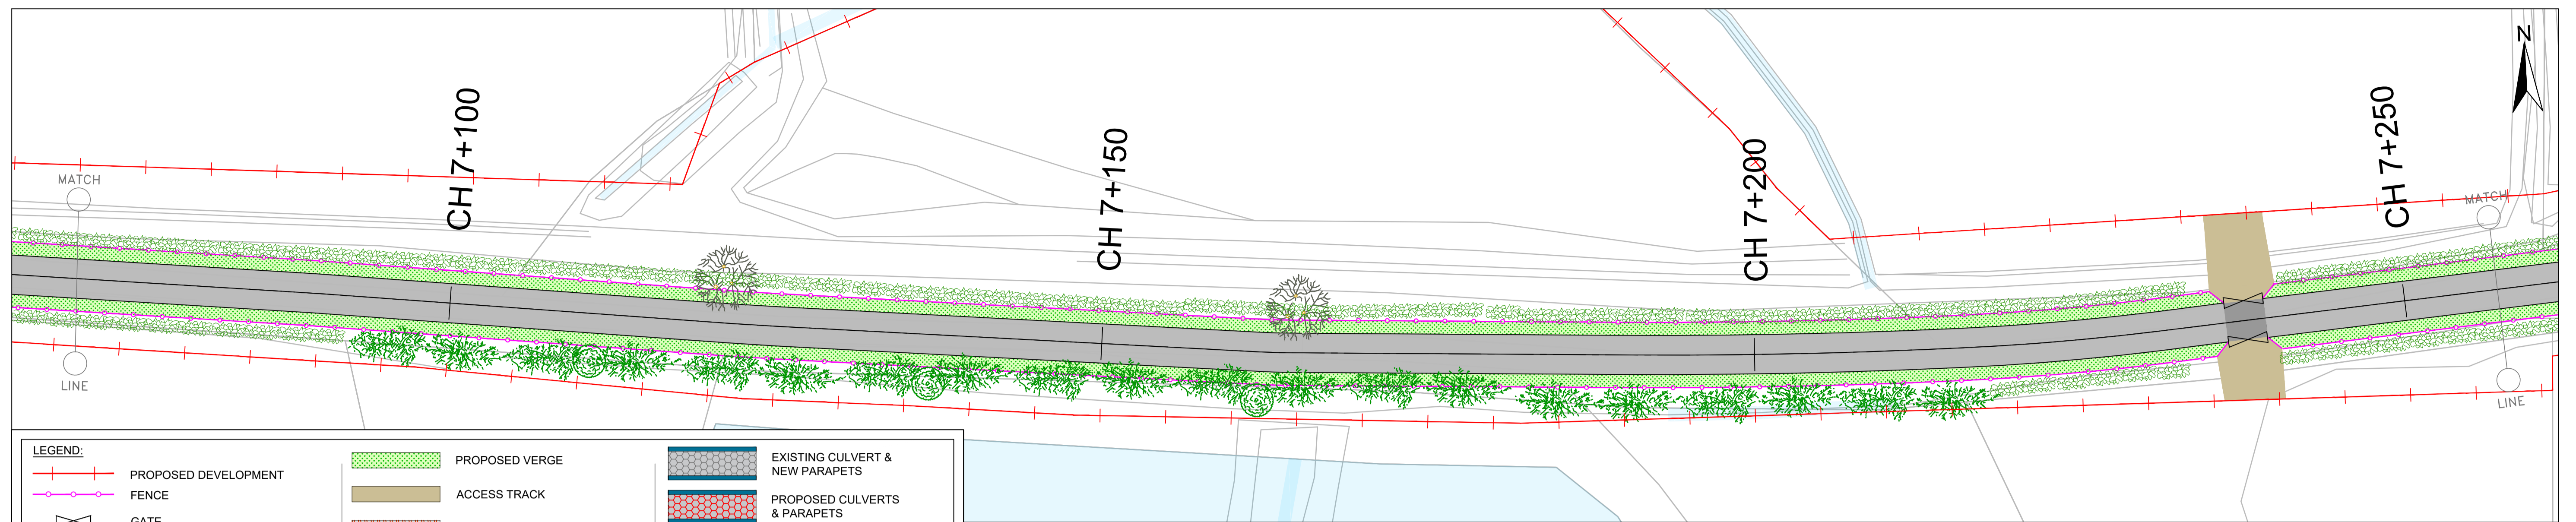 N
MATCH
CH 7+100
CH 7+150
CH 7+200
CH 7+250
MATCH
LINE
LINE
LEGEND:
PROPOSED DEVELOPMENT
FENCE
GATE
PROPOSED VERGE
ACCESS TRACK
EXISTING CULVERT &
NEW PARAPETS
PROPOSED CULVERTS
& PARAPETS